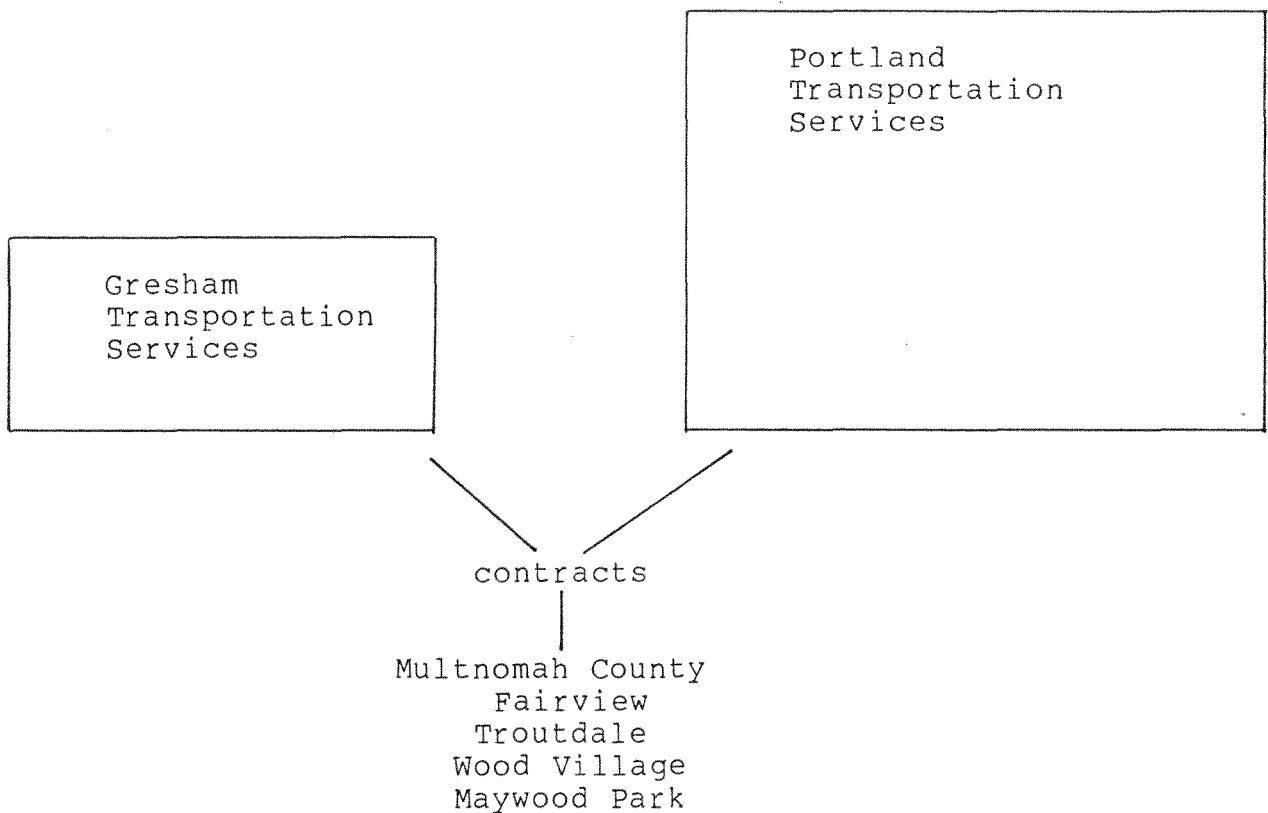 Portland
Transportation
Services
Gresham
Transportation
Services
contracts
Multnomah County
Fairview
Troutdale
Wood Village
Maywood Park